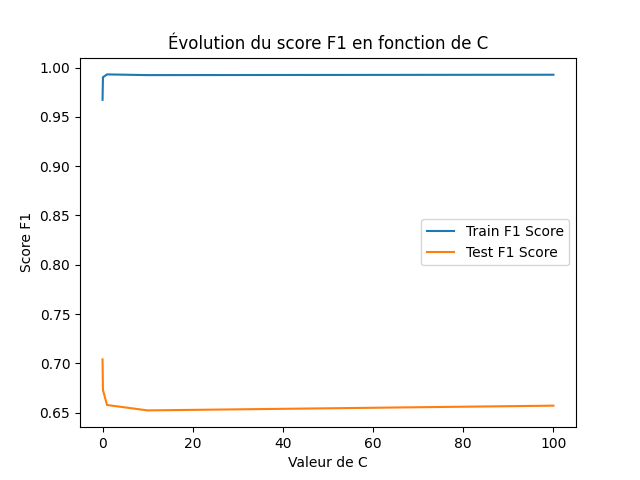 Évolution du score F1 en fonction de C
1.00
0.95
0.90
0.85
0.80
0.75
0.70
0.65
Score F1
Train F1 Score
Test F1 Score
0 20 40 60 80 100
Valeur de C